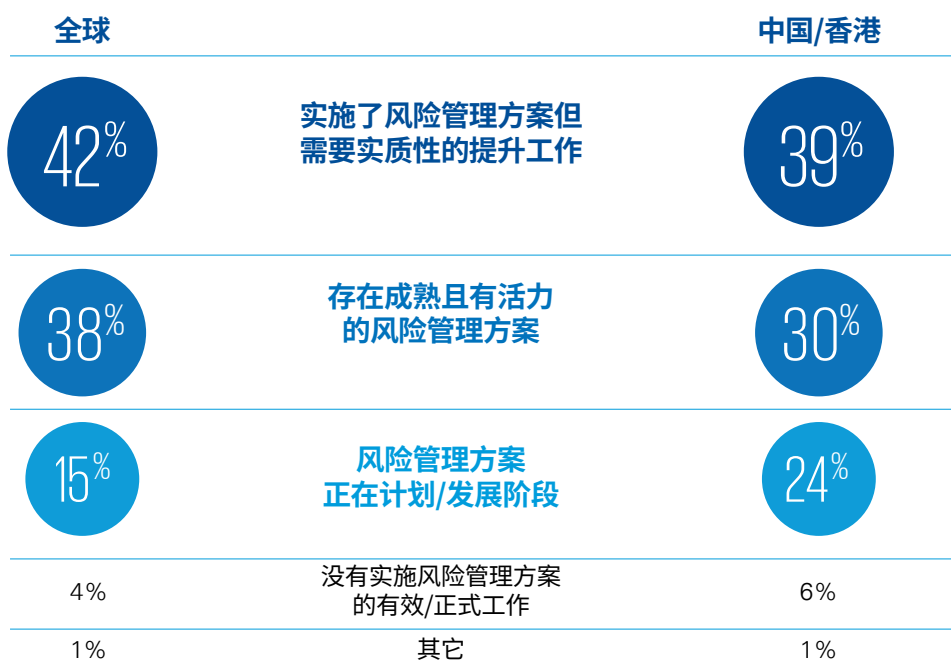 全球 中国/香港
42% 实施了风险管理方案但
需要实质性的提升工作 39%
38% 存在成熟且有活力
的风险管理方案 30%
15% 风险管理方案
正在计划/发展阶段 24%
4% 没有实施风险管理方案
的有效/正式工作 6%
1% 其它 1%